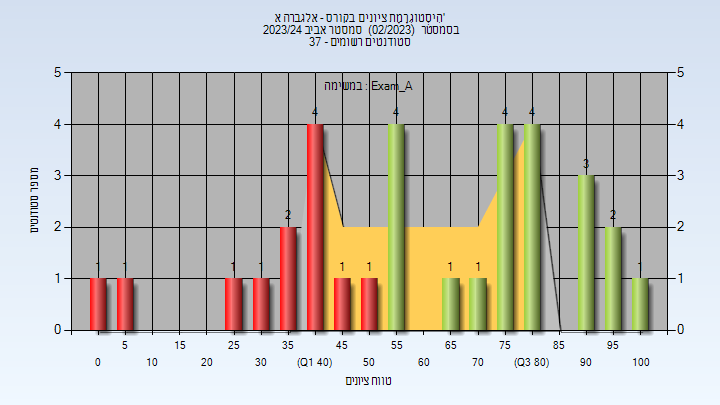 היסטוגרמת ציונים בקורס - אלגברה א'
בסמסטר (02/2023) סמסטר אביב 2023/24
סטודנטים רשומים - 37
במשימה : Exam_A
מספר סטודנטים
5 4 3 2 1 0
5 4 3 2 1 0
1 1 1 1 2 4 1 1 4 1 1 4 4 3 2 1
5 15 25 35 45 55 65 75 85 95
0 10 20 30 (Q1 40) 50 60 70 (Q3 80) 90 100
טווח ציונים